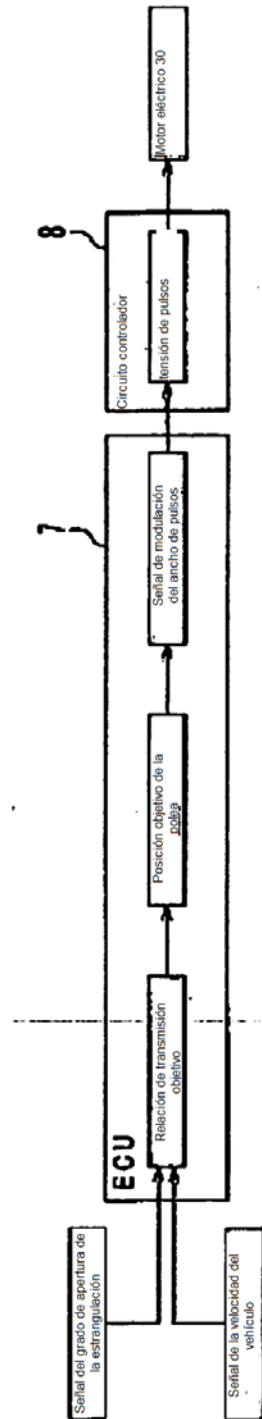 Señal del grado de apertura de
la estrangulación
Señal de la velocidad del
vehículo
ECU
7
Relación de transmisión
objetivo
Posición objetivo de la
polea
Señal de modulación
del ancho de pulsos
8
Circuito controlador
tensión de pulsos
Motor eléctrico 30